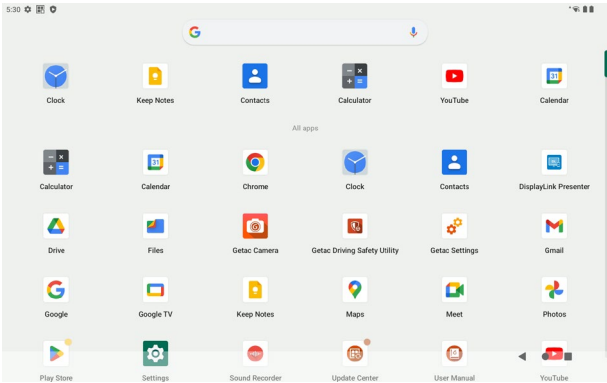 5:30
Clock Keep Notes Contacts Calculator YouTube Calendar
All apps
Calculator Calendar Chrome Clock Contacts DisplayLink Presenter
Drive Files Getac Camera Getac Driving Safety Utility Getac Settings Gmail
Google Google TV Keep Notes Maps Meet Photos
Play Store Settings Sound Recorder Update Center User Manual YouTube